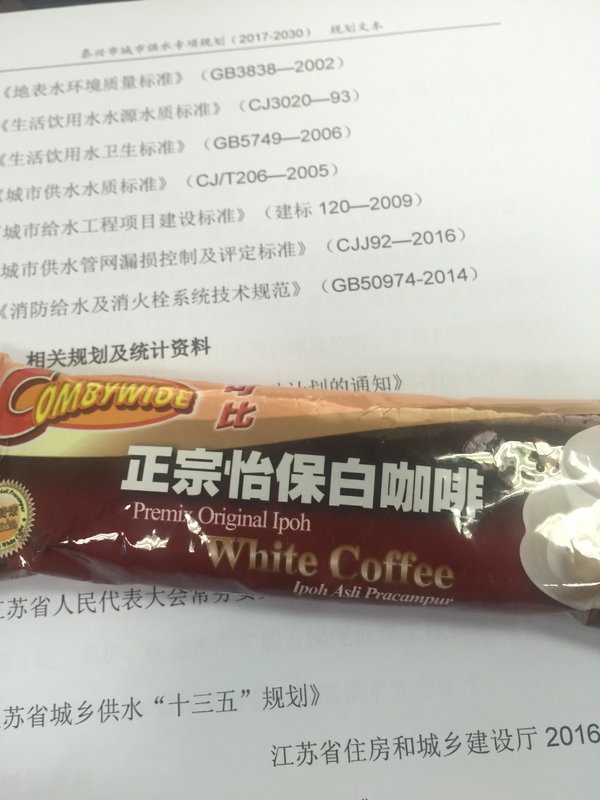 泰兴市城市供水专项规划(2017-2030) 规划文本
《地表水环境质量标准》(GB3838—2002)
《生活饮用水水源水质标准》(CJ3020—93)
《生活饮用水卫生标准》(GB5749—2006)
《城市供水水质标准》(CJ/T206—2005)
城市给水工程项目建设标准》(建标 120—2009)
城市供水管网漏损控制及评定标准》(CJJ92—2016)
《消防给水及消火栓系统技术规范》(GB50974-2014)
相关规划及统计资料
计划的通知》
COMBYWIDE
比
正宗怡保白咖啡
Premix Original Ipoh
White Coffee
Ipoh Asli Pracampur
江苏省人民代表大会常务
苏省城乡供水“十三五”规划》
江苏省住房和城乡建设厅 2016